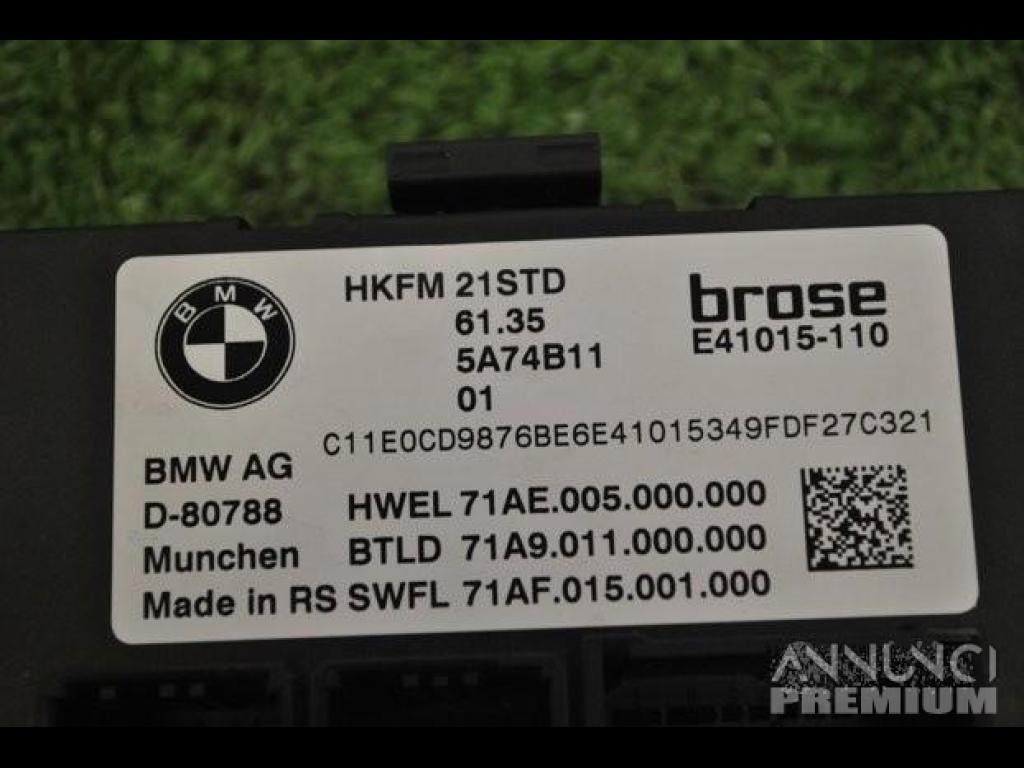 BMW
HKFM 21STD
61.35
5A74B11
01
brose
E41015-110
C11E0CD9876BE6E41015349FDF27C321
BMW AG
D-80788
Munchen
Made in RS
HWEL 71AE.005.000.000
BTLD 71A9.011.000.000
SWFL 71AF.015.001.000
ANNUNCI
PREMIUM